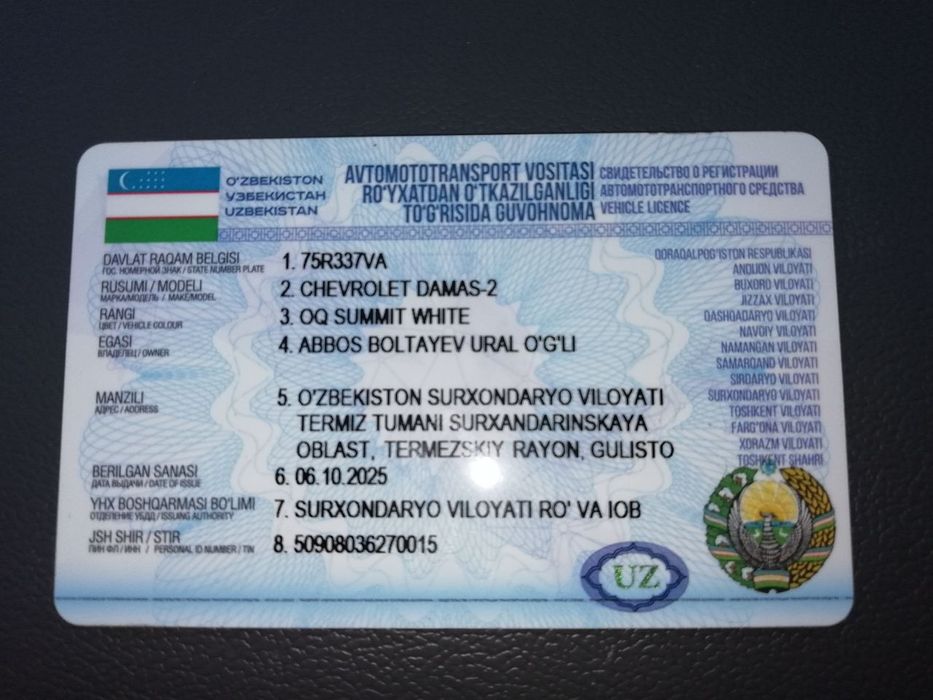 O'ZBEKISTON
УЗБЕКИСТАН
UZBEKISTAN
AVTOMOTOTRANSPORT VOSITASI
RO'YXATDAN O'TKAZILGANLIGI
TO'G'RISIDA GUVOHNOMA
СВИДЕТЕЛЬСТВО О РЕГИСТРАЦИИ
АВТОМОТОТРАНСПОРТНОГО СРЕДСТВА
VEHICLE LICENCE
DAVLAT RAQAM BELGISI
ГОС. НОМЕРНОЙ ЗНАК / STATE NUMBER PLATE
1. 75R337VA
RUSUMI / MODELI
МАРКА/МОДЕЛЬ / MAKE/MODEL
2. CHEVROLET DAMAS-2
RANGI
ЦВЕТ / VEHICLE COLOUR
3. OQ SUMMIT WHITE
EGASI
ВЛАДЕЛЕЦ / OWNER
4. ABBOS BOLTAYEV URAL O'G'LI
MANZILI
АДРЕС / ADDRESS
5. O'ZBEKISTON SURXONDARYO VILOYATI
TERMIZ TUMANI SURXANDARINSKAYA
OBLAST, TERMEZSKIY RAYON, GULISTO
BERILGAN SANASI
ДАТА ВЫДАЧИ / DATE OF ISSUE
6. 06.10.2025
YHX BOSHQARMASI BO'LIMI
ОТДЕЛЕНИЕ УБДД / ISSUING AUTHORITY
7. SURXONDARYO VILOYATI RO' VA IOB
JSH SHIR / STIR
ПИН ФЛ / ИНН / PERSONAL ID NUMBER / TIN
8. 50908036270015
QORAQALPOG'ISTON RESPUBLIKASI
ANDIJON VILOYATI
BUXORO VILOYATI
JIZZAX VILOYATI
QASHQADARYO VILOYATI
NAVOIY VILOYATI
NAMANGAN VILOYATI
SAMARQAND VILOYATI
SIRDARYO VILOYATI
SURXONDARYO VILOYATI
TOSHKENT VILOYATI
FARG'ONA VILOYATI
XORAZM VILOYATI
TOSHKENT SHAHRI
UZ